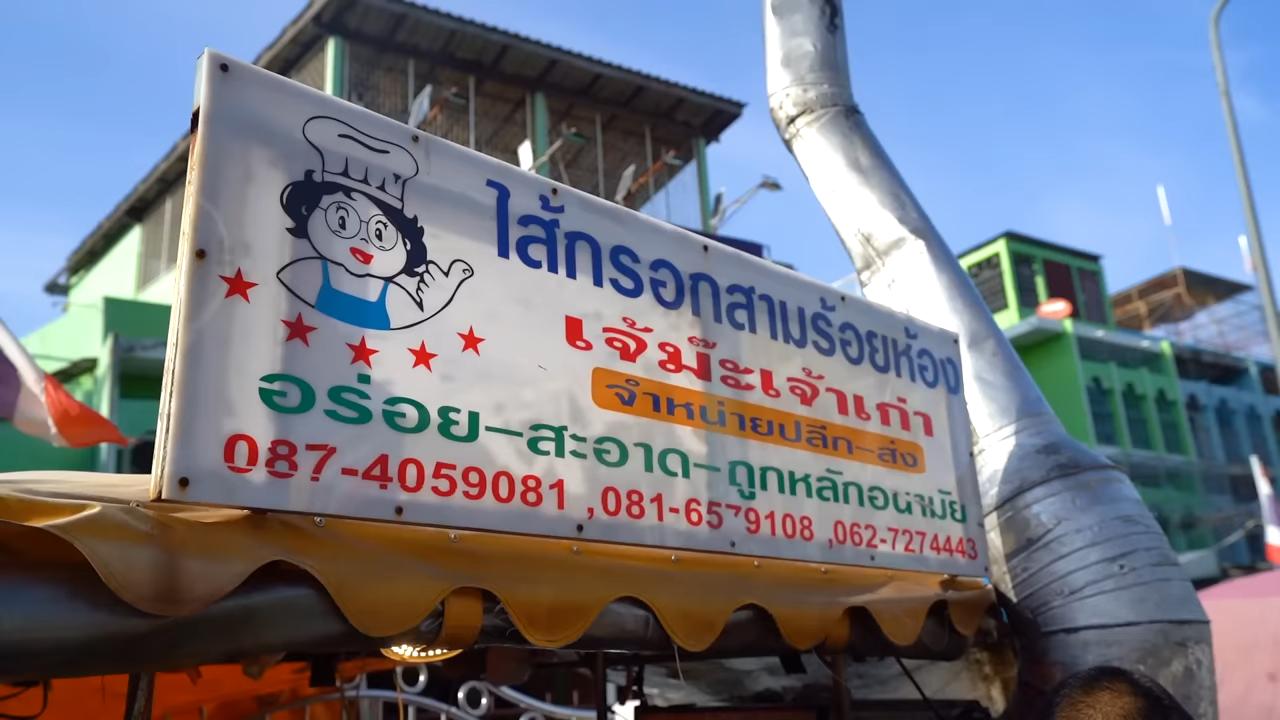 ไส้กรอกสามร้อยห้อง
เจ้ม๊ะเจ้าเก่า
จำหน่ายปลีก-ส่ง
อร่อย-สะอาด-ถูกหลักอนามัย
087-4059081 ,081-6579108 ,062-7274443